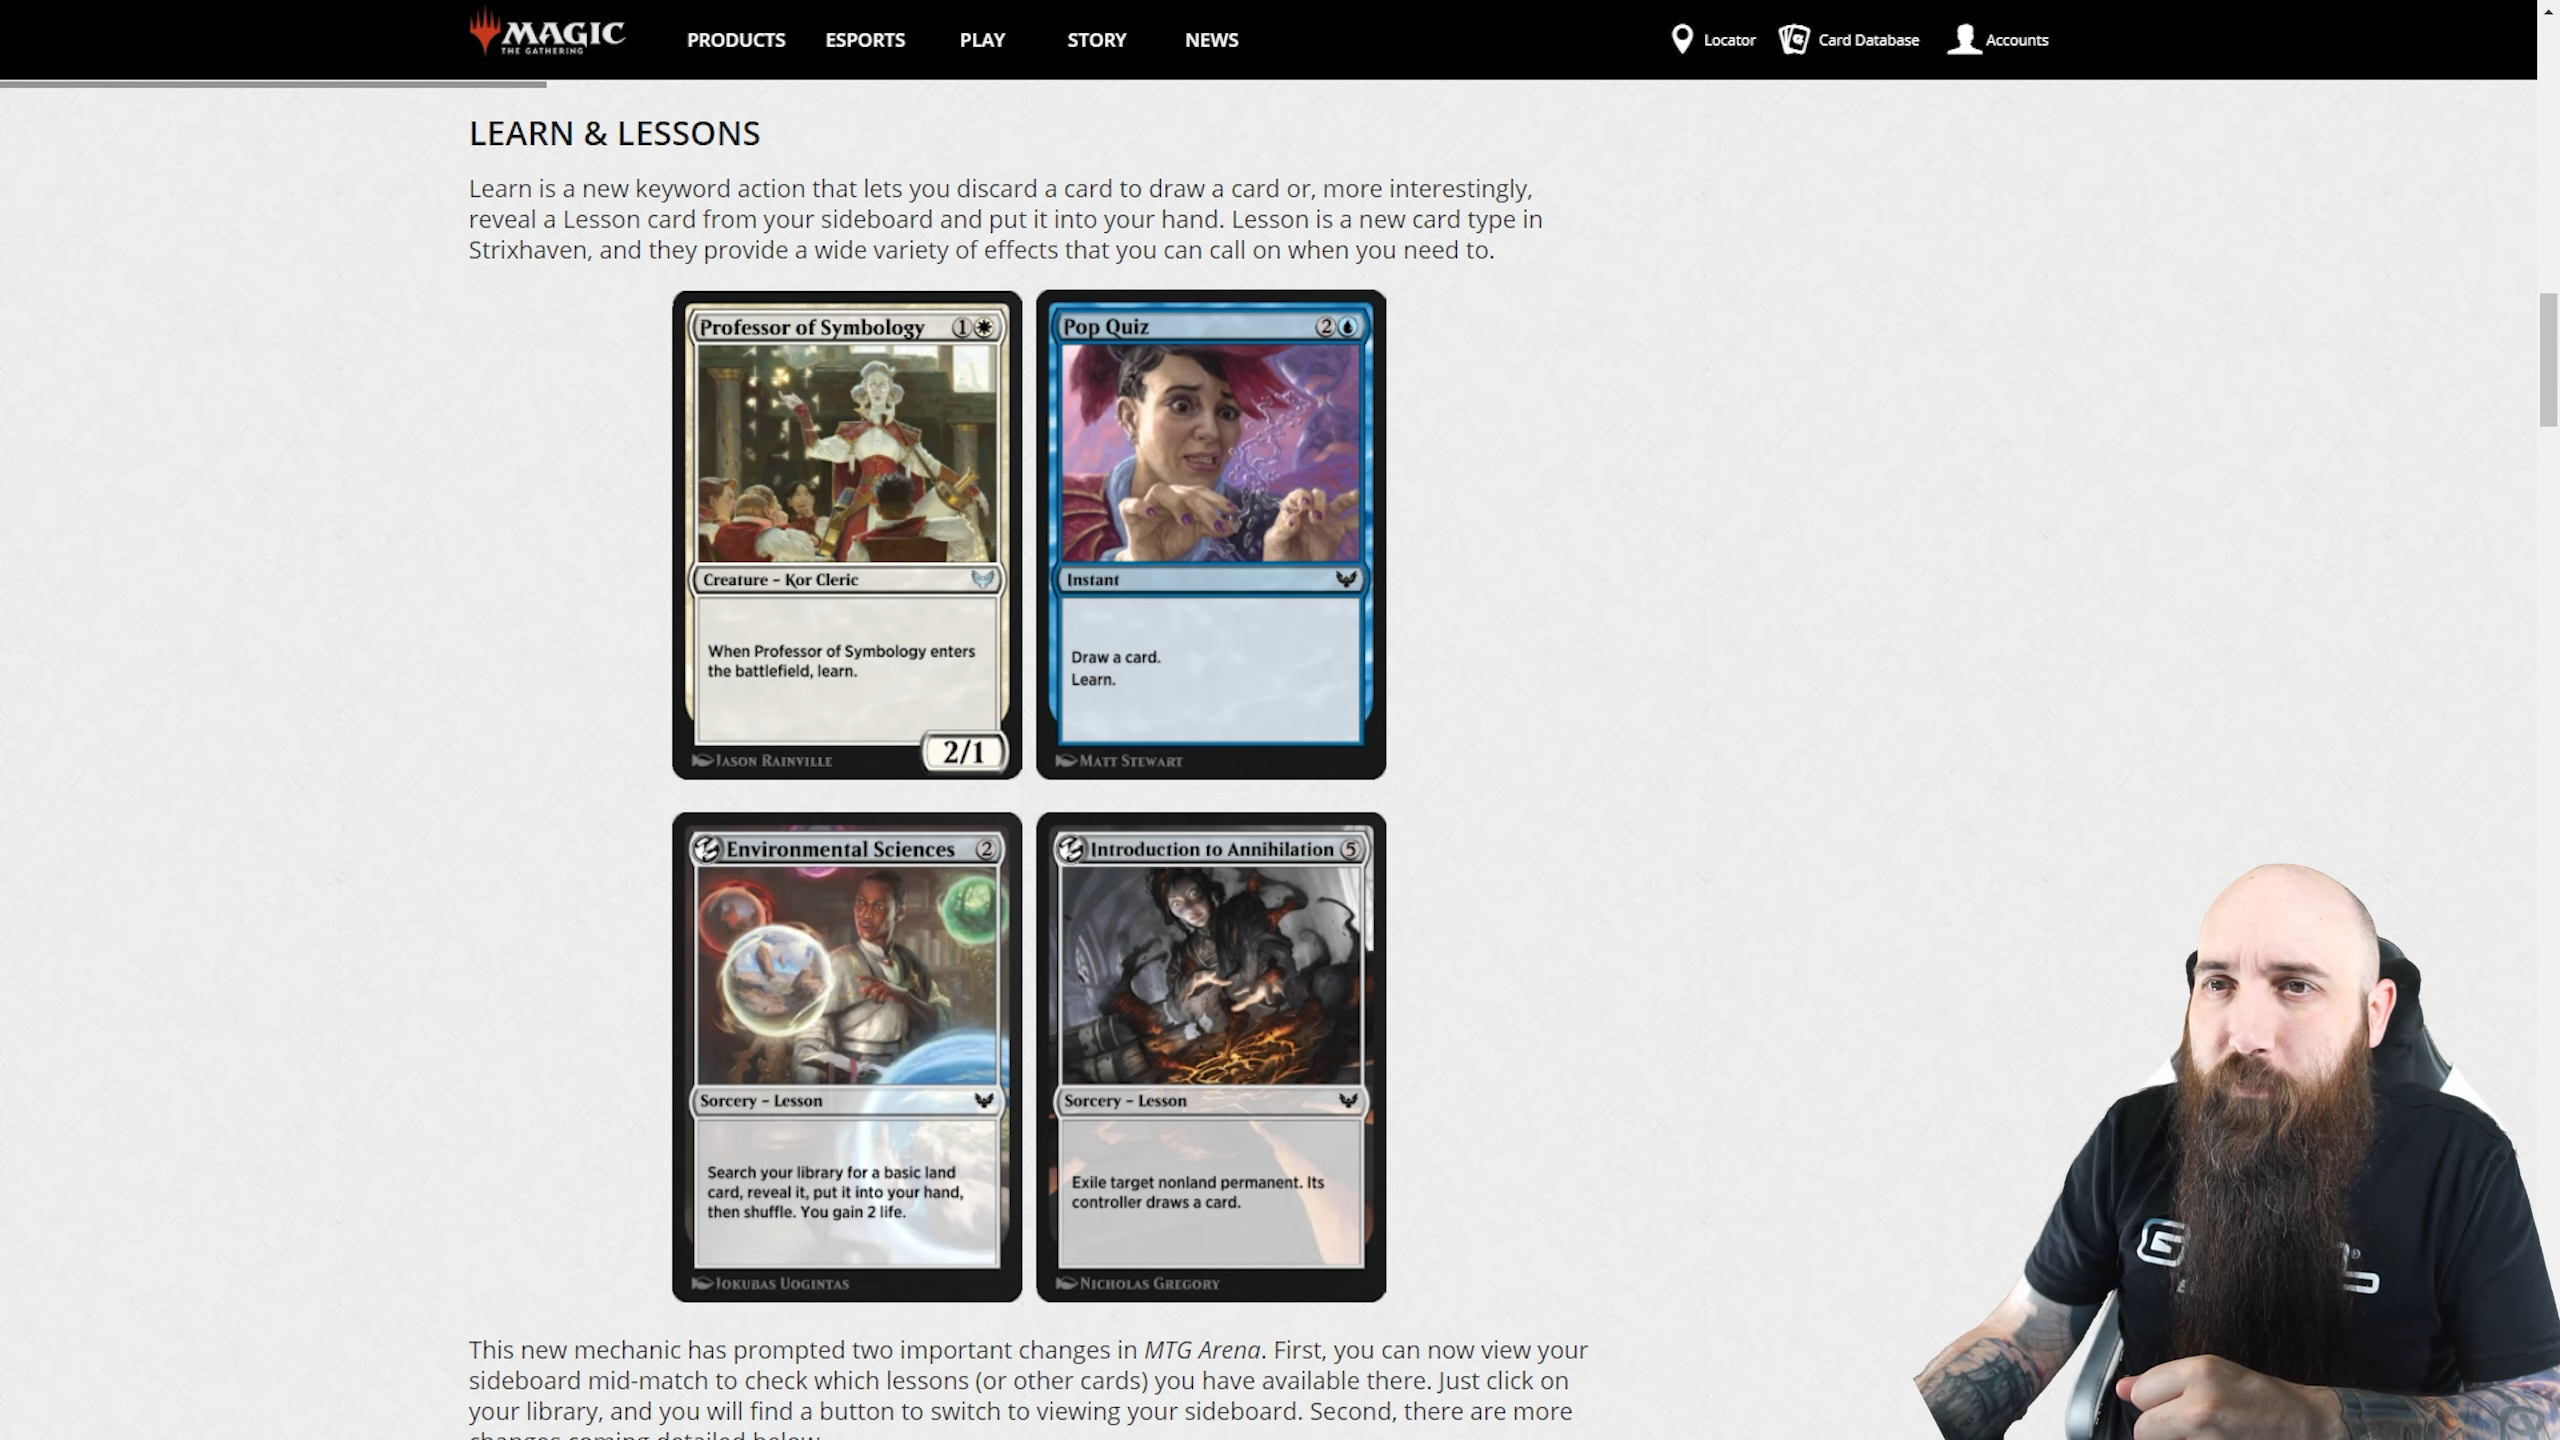 MAGIC
THE GATHERING
PRODUCTS
ESPORTS
PLAY
STORY
NEWS
Locator
Card Database
Accounts
LEARN & LESSONS
Learn is a new keyword action that lets you discard a card to draw a card or, more interestingly,
reveal a Lesson card from your sideboard and put it into your hand. Lesson is a new card type in
Strixhaven, and they provide a wide variety of effects that you can call on when you need to.
Professor of Symbology 1
Creature – Kor Cleric
When Professor of Symbology enters
the battlefield, learn.
2/1
JASON RAINVILLE
Pop Quiz 2
Instant
Draw a card.
Learn.
MATT STEWART
Environmental Sciences 2
Sorcery – Lesson
Search your library for a basic land
card, reveal it, put it into your hand,
then shuffle. You gain 2 life.
JOKUBAS UOGINTAS
Introduction to Annihilation 5
Sorcery – Lesson
Exile target nonland permanent. Its
controller draws a card.
NICHOLAS GREGORY
This new mechanic has prompted two important changes in MTG Arena. First, you can now view your
sideboard mid-match to check which lessons (or other cards) you have available there. Just click on
your library, and you will find a button to switch to viewing your sideboard. Second, there are more
changes coming detailed below